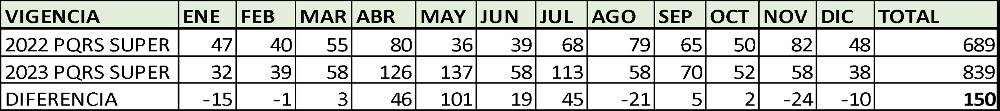 VIGENCIA ENE FEB MAR ABR MAY JUN JUL AGO SEP OCT NOV DIC TOTAL
2022 PQRS SUPER 47 40 55 80 36 39 68 79 65 50 82 48 689
2023 PQRS SUPER 32 39 58 126 137 58 113 58 70 52 58 38 839
DIFERENCIA -15 -1 3 46 101 19 45 -21 5 2 -24 -10 150